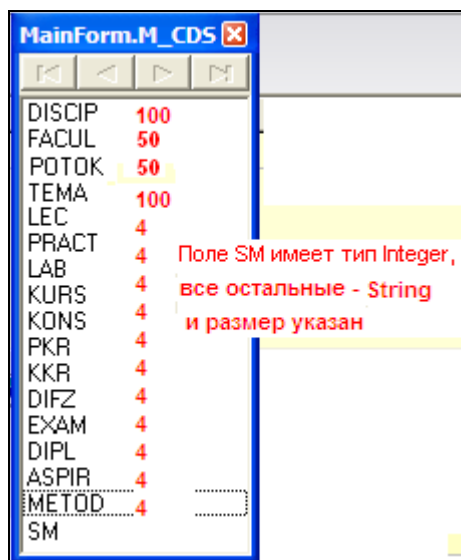 MainForm.M_CDS
DISCIP 100
FACUL 50
POTOK 50
TEMA 100
LEC 4
PRACT 4
LAB 4
KURS 4
KONS 4
PKR 4
KKR 4
DIFZ 4
EXAM 4
DIPL 4
ASPIR 4
METOD 4
SM
Поле SM имеет тип Integer,
все остальные - String
и размер указан